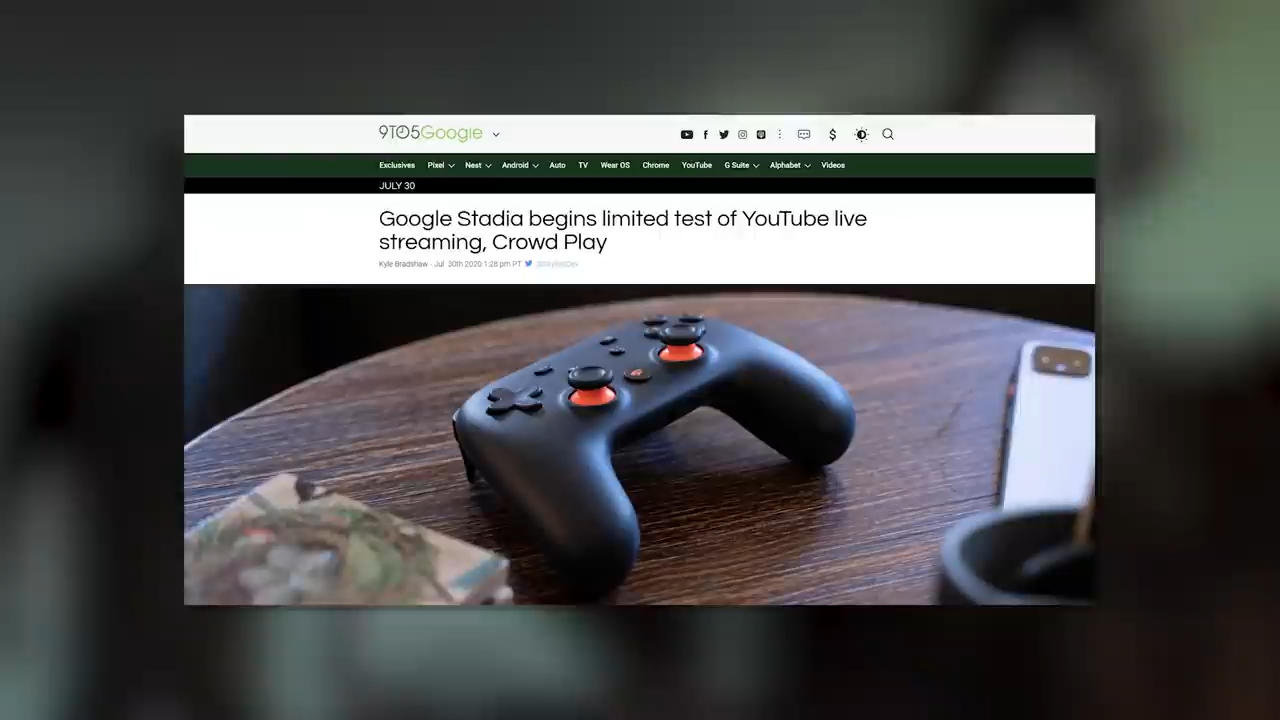 9TO5Google
Exclusives Pixel Nest Android Auto TV Wear OS Chrome YouTube G Suite Alphabet Videos
JULY 30
Google Stadia begins limited test of YouTube live
streaming, Crowd Play
Kyle Bradshaw - Jul. 30th 2020 1:28 pm PT